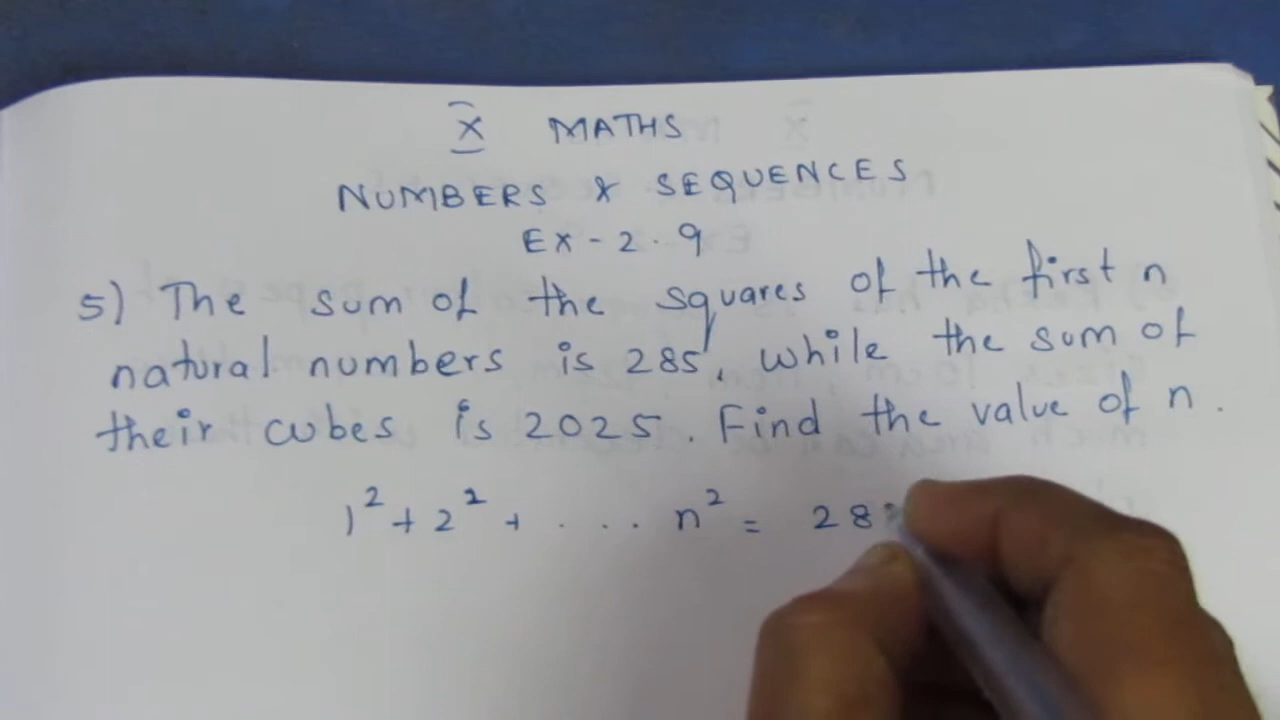 X MATHS
NUMBERS & SEQUENCES
EX-2.9
5) The sum of the squares of the first n
natural numbers is 285, while the sum of
their cubes is 2025. Find the value of n.
1² + 2² + .... n² = 28